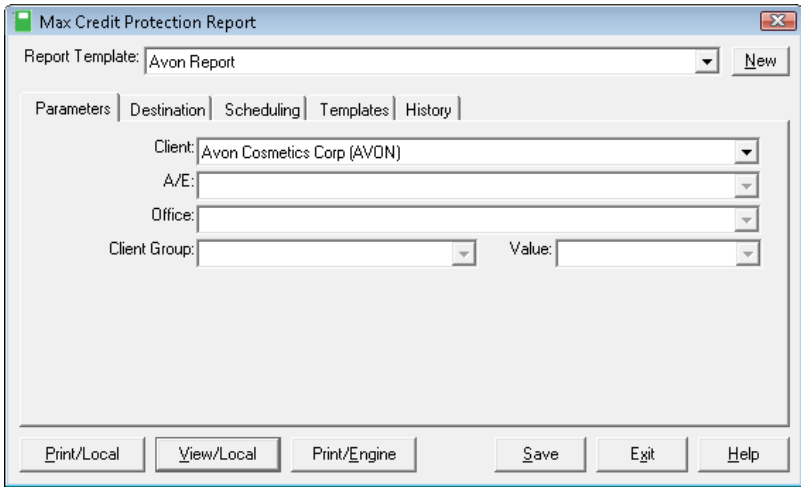 Max Credit Protection Report
Report Template: Avon Report New
Parameters Destination Scheduling Templates History
Client: Avon Cosmetics Corp (AVON)
A/E:
Office:
Client Group: Value:
Print/Local View/Local Print/Engine Save Exit Help